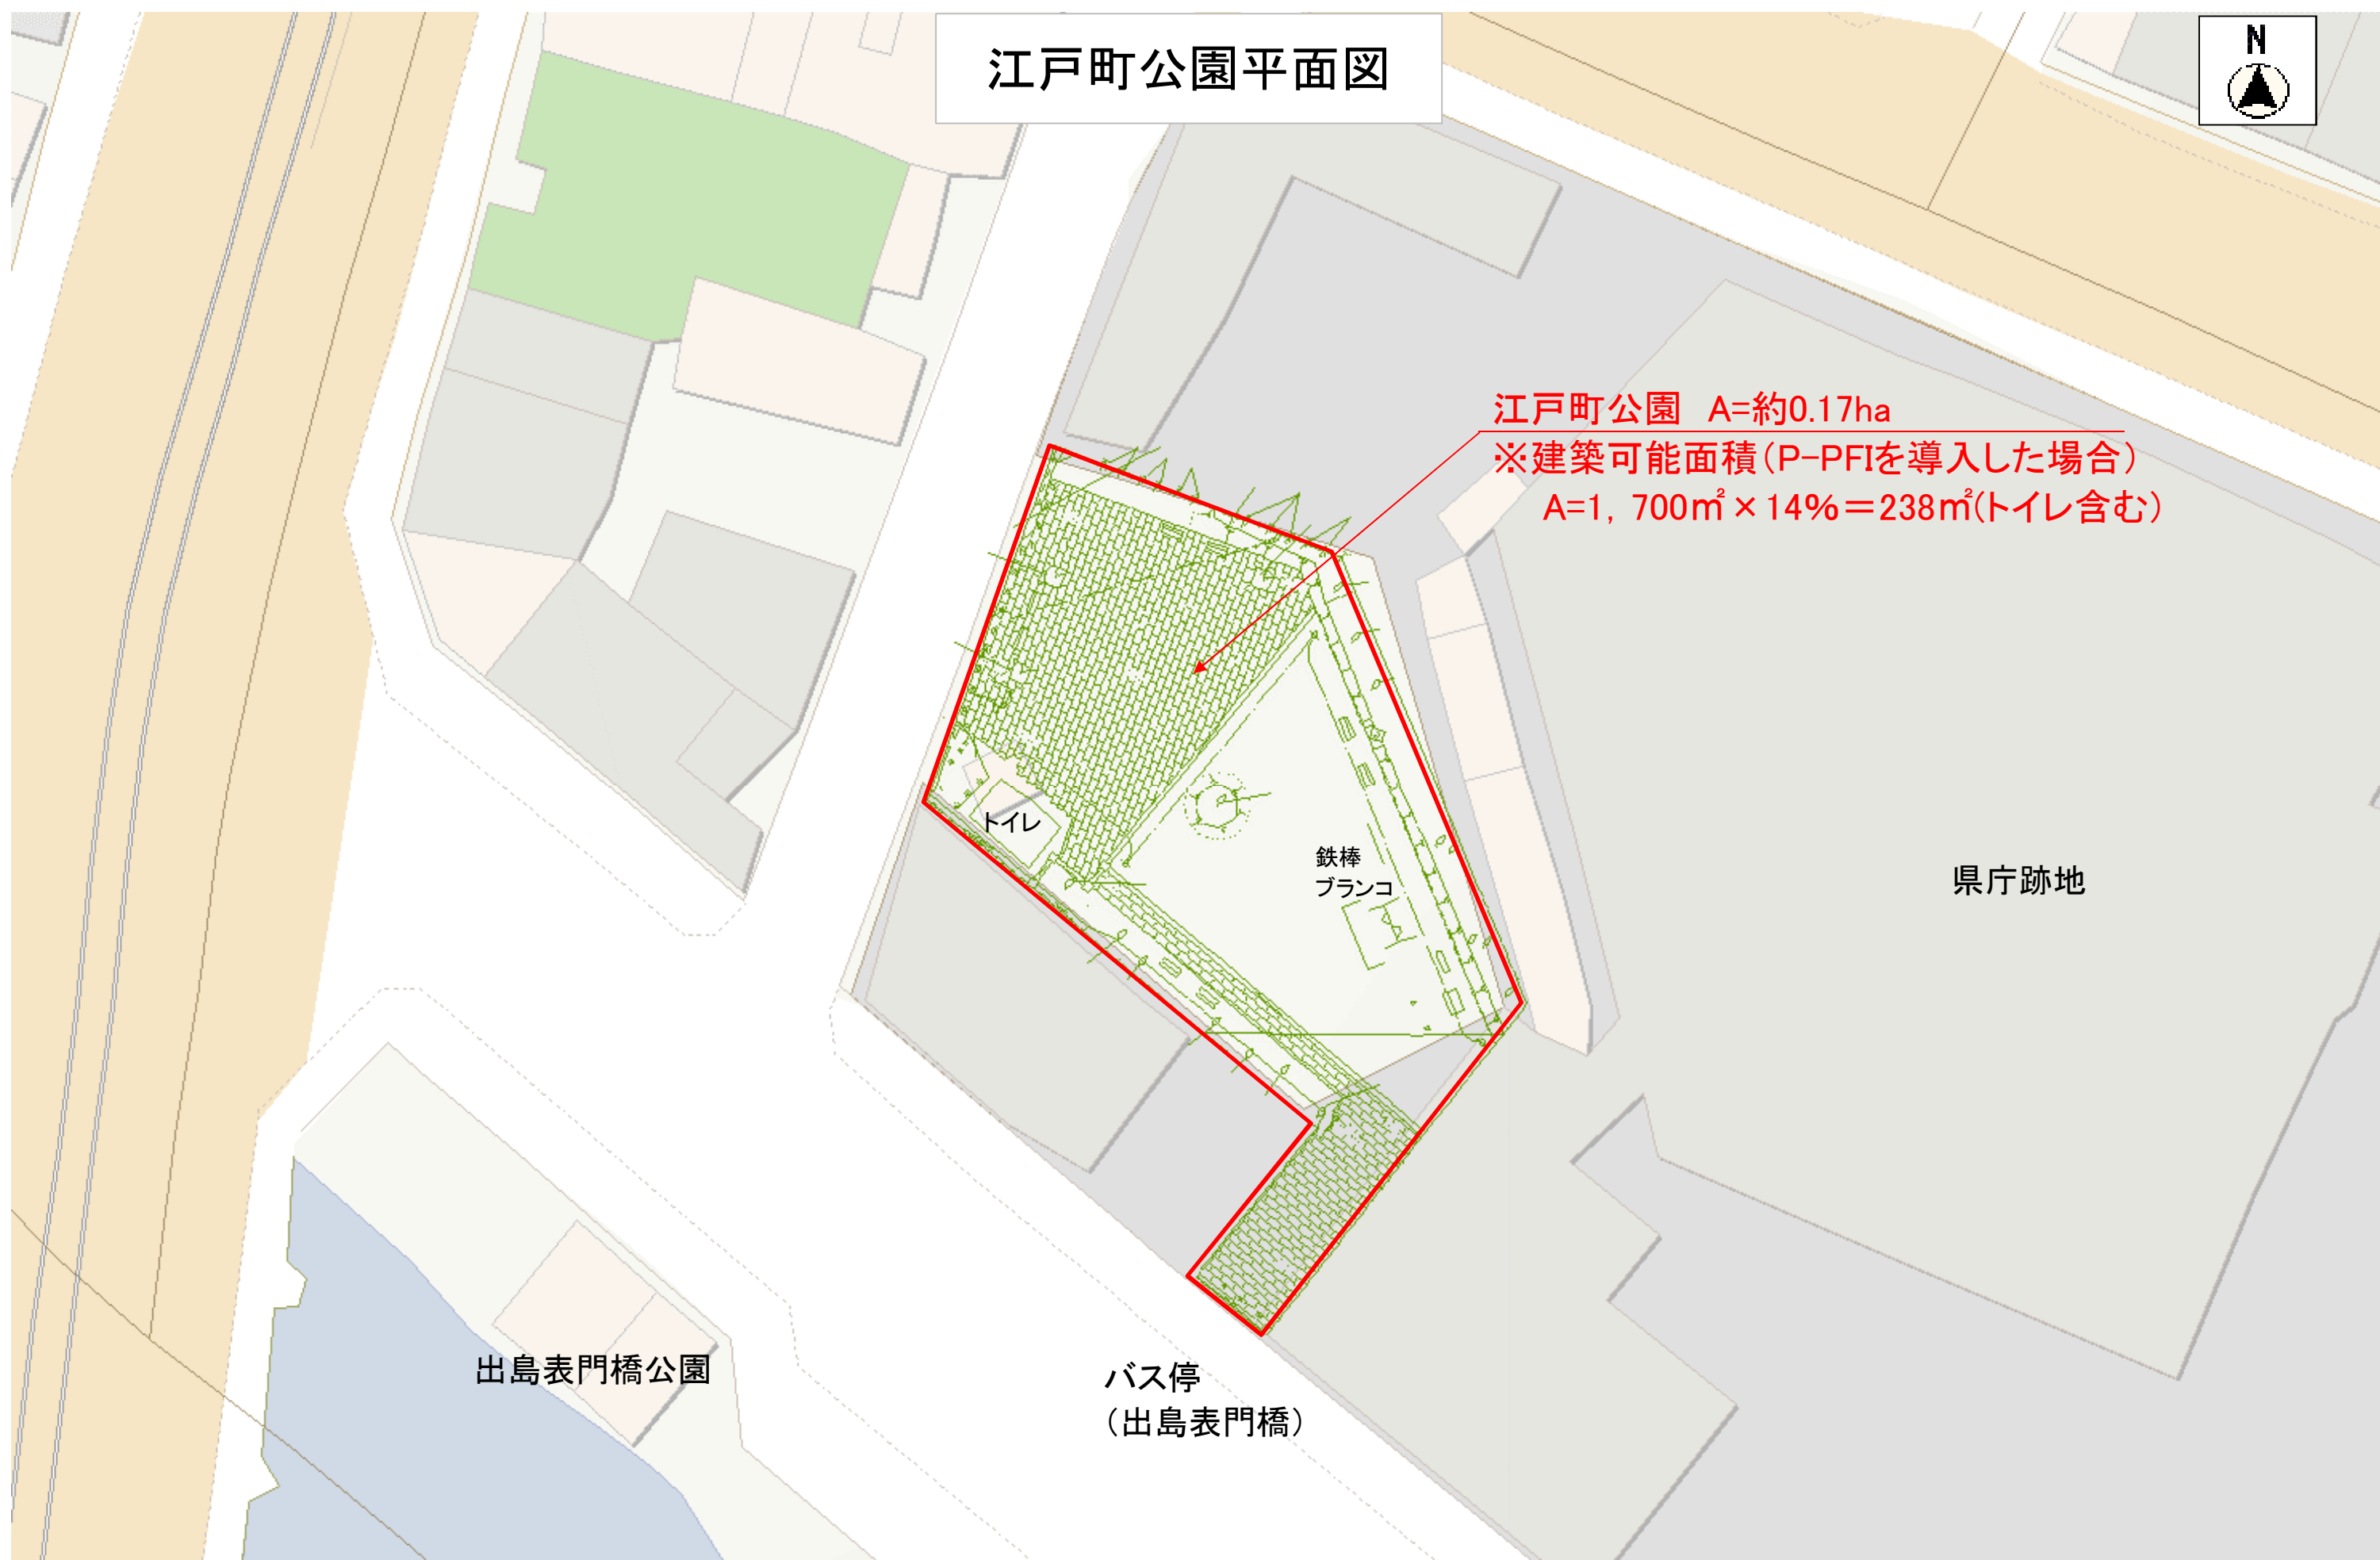 江戸町公園平面図
N
江戸町公園　A=約0.17ha
※建築可能面積（P-PFIを導入した場合）
A=1，700㎡×14％＝238㎡(トイレ含む）
トイレ
鉄棒
ブランコ
県庁跡地
出島表門橋公園
バス停
（出島表門橋）